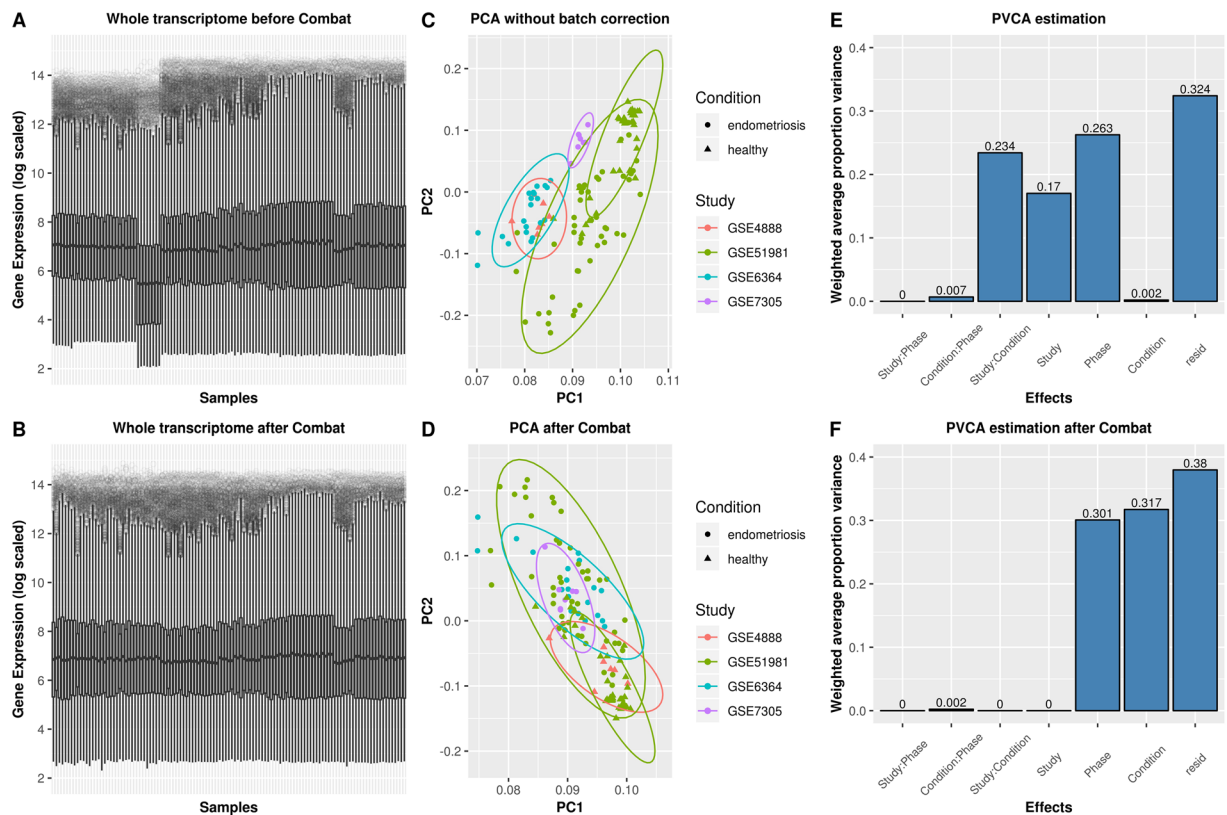 A
Whole transcriptome before Combat
Gene Expression (log scaled)
14
12
10
8
6
4
2
Samples
C
PCA without batch correction
PC2
0.2
0.1
0.0
-0.1
-0.2
0.07
0.08
0.09
0.10
0.11
PC1
Condition
endometriosis
healthy
Study
GSE4888
GSE51981
GSE6364
GSE7305
E
PVCA estimation
Weighted average proportion variance
0.4
0.3
0.2
0.1
0.0
0
0.007
0.234
0.17
0.263
0.002
0.324
Study:Phase
Condition:Phase
Study:Condition
Study
Phase
Condition
resid
Effects
B
Whole transcriptome after Combat
Gene Expression (log scaled)
14
12
10
8
6
4
2
Samples
D
PCA after Combat
PC2
0.2
0.1
0.0
-0.1
-0.2
0.08
0.09
0.10
PC1
Condition
endometriosis
healthy
Study
GSE4888
GSE51981
GSE6364
GSE7305
F
PVCA estimation after Combat
Weighted average proportion variance
0.4
0.3
0.2
0.1
0.0
0
0.002
0
0
0.301
0.317
0.38
Study:Phase
Condition:Phase
Study:Condition
Study
Phase
Condition
resid
Effects